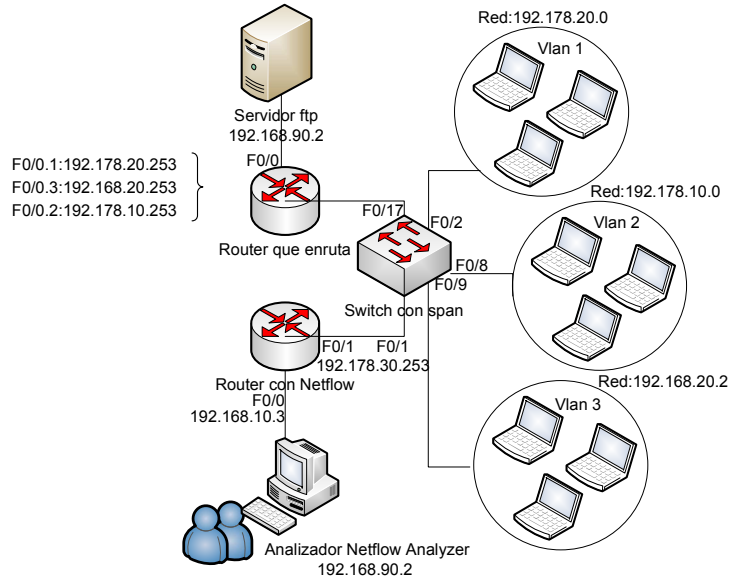 Red:192.178.20.0
Vlan 1
Servidor ftp
192.168.90.2
F0/0
F0/0.1:192.178.20.253
F0/0.3:192.168.20.253
F0/0.2:192.178.10.253
Router que enruta
F0/17
F0/2
Red:192.178.10.0
Vlan 2
F0/8
F0/9
Switch con span
F0/1
F0/1
192.178.30.253
Router con Netflow
F0/0
192.168.10.3
Red:192.168.20.2
Vlan 3
Analizador Netflow Analyzer
192.168.90.2